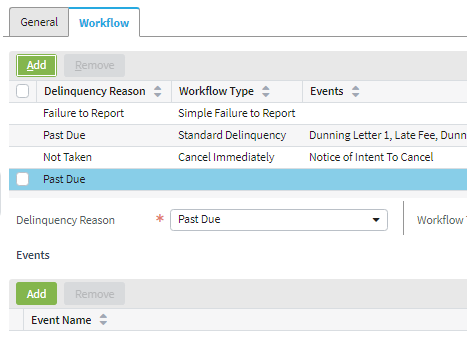 General Workflow
Add Remove
Delinquency Reason Workflow Type Events
Failure to Report Simple Failure to Report
Past Due Standard Delinquency Dunning Letter 1, Late Fee, Dunn
Not Taken Cancel Immediately Notice of Intent To Cancel
Past Due
Delinquency Reason * Past Due Workflow
Events
Add Remove
Event Name